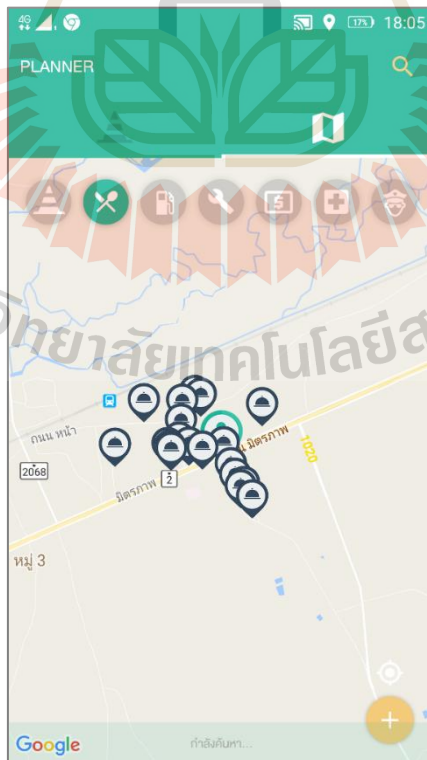 4G 17% 18:05
PLANNER
วิทยาลัยเทคโนโลยีส
ถนน หน้า
น มิตรภาพ
1020
2068
มิตรภาพ 2
หมู่ 3
Google กำลังค้นหา...